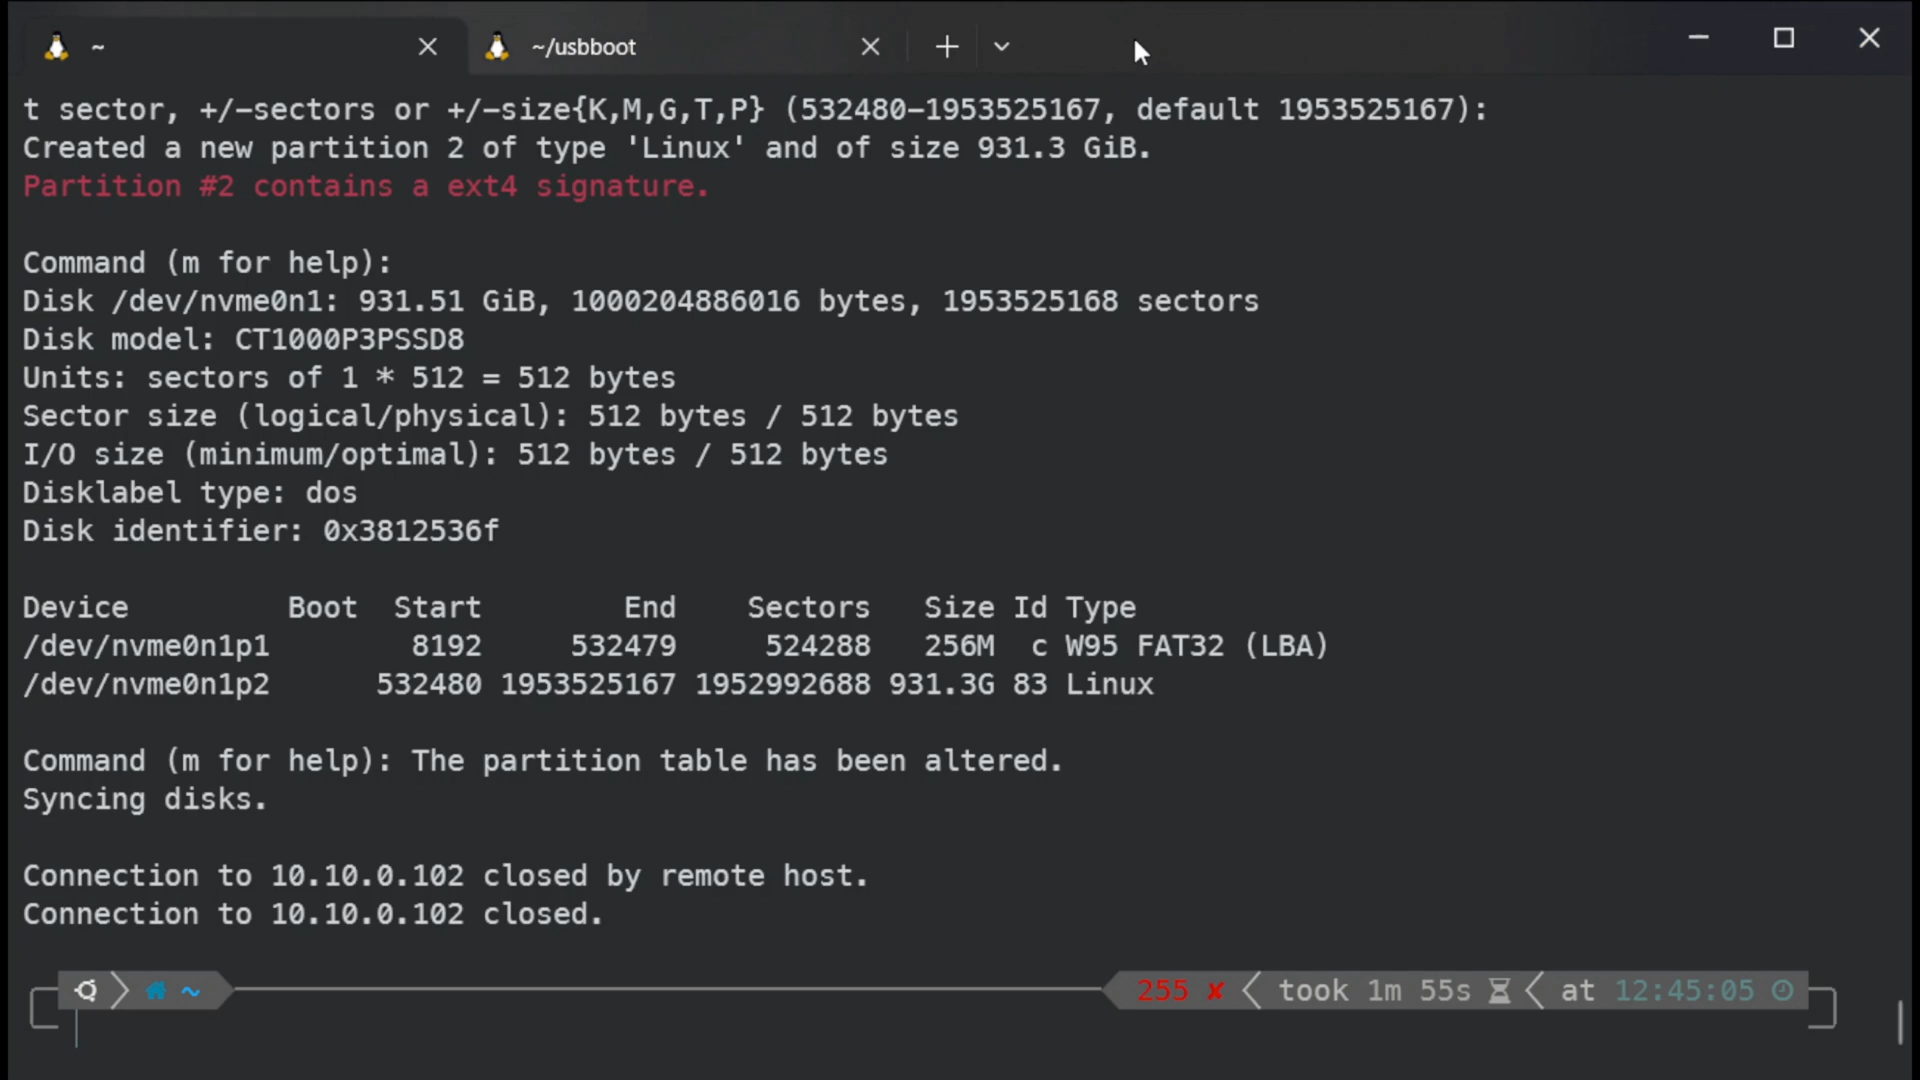 ~
~/usbboot
t sector, +/-sectors or +/-size{K,M,G,T,P} (532480-1953525167, default 1953525167):
Created a new partition 2 of type 'Linux' and of size 931.3 GiB.
Partition #2 contains a ext4 signature.
Command (m for help):
Disk /dev/nvme0n1: 931.51 GiB, 1000204886016 bytes, 1953525168 sectors
Disk model: CT1000P3PSSD8
Units: sectors of 1 * 512 = 512 bytes
Sector size (logical/physical): 512 bytes / 512 bytes
I/O size (minimum/optimal): 512 bytes / 512 bytes
Disklabel type: dos
Disk identifier: 0x3812536f
Device Boot Start End Sectors Size Id Type
/dev/nvme0n1p1 8192 532479 524288 256M c W95 FAT32 (LBA)
/dev/nvme0n1p2 532480 1953525167 1952992688 931.3G 83 Linux
Command (m for help): The partition table has been altered.
Syncing disks.
Connection to 10.10.0.102 closed by remote host.
Connection to 10.10.0.102 closed.
~ 255 ✘ took 1m 55s at 12:45:05